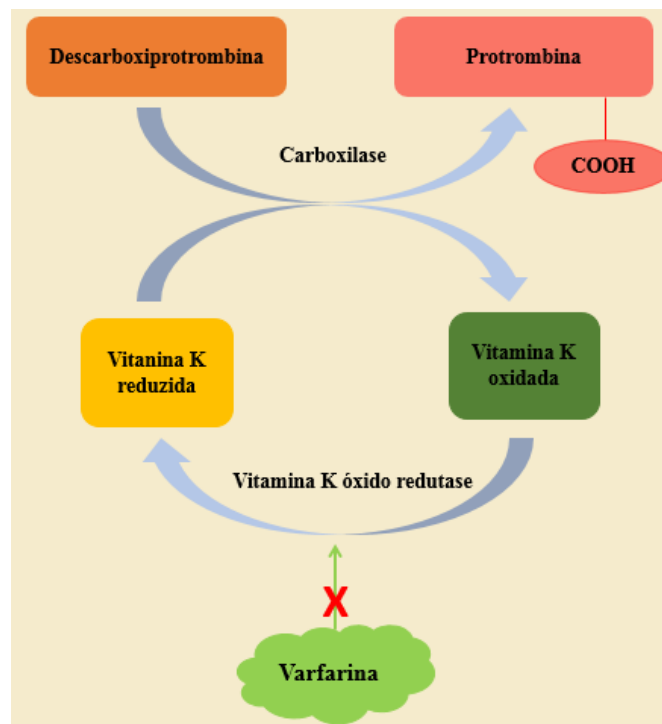 Descarboxiprotrombina
Protrombina
Carboxilase
COOH
Vitanina K
reduzida
Vitamina K
oxidada
Vitamina K óxido redutase
X
Varfarina